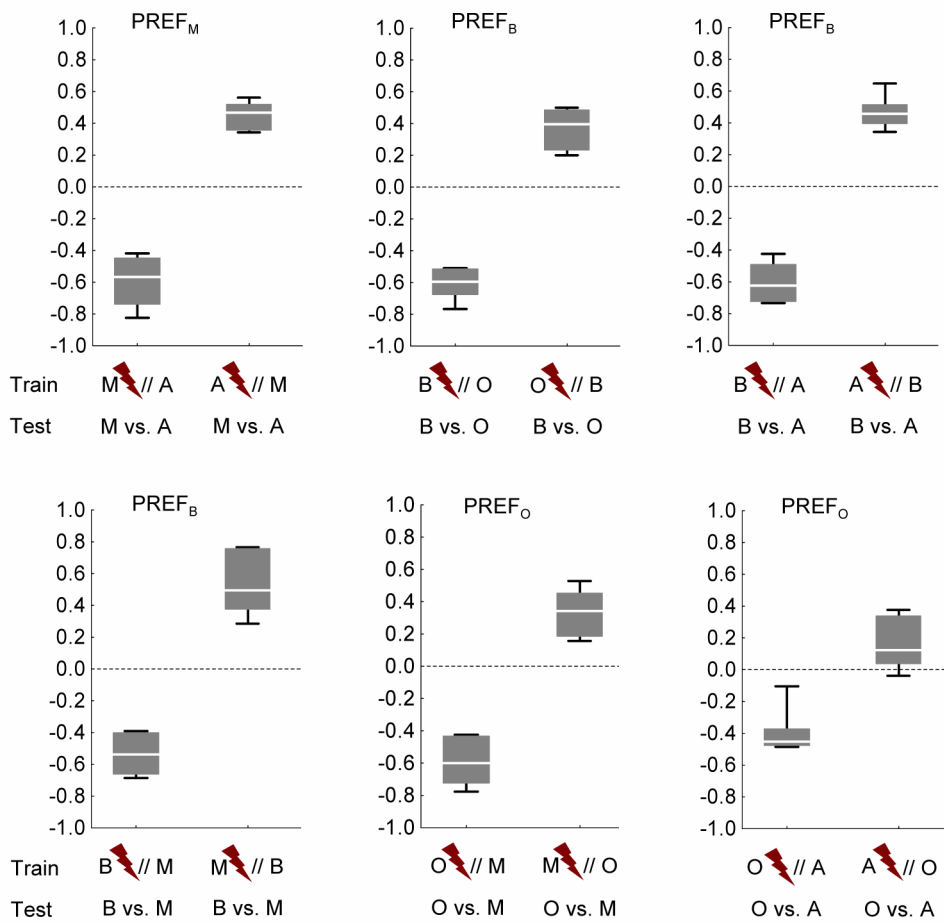 PREF_M PREF_B PREF_B
1.0 1.0 1.0
0.8 0.8 0.8
0.6 0.6 0.6
0.4 0.4 0.4
0.2 0.2 0.2
0.0 0.0 0.0
-0.2 -0.2 -0.2
-0.4 -0.4 -0.4
-0.6 -0.6 -0.6
-0.8 -0.8 -0.8
-1.0 -1.0 -1.0
Train M // A A // M B // O O // B B // A A // B
Test M vs. A M vs. A B vs. O B vs. O B vs. A B vs. A
PREF_B PREF_O PREF_O
1.0 1.0 1.0
0.8 0.8 0.8
0.6 0.6 0.6
0.4 0.4 0.4
0.2 0.2 0.2
0.0 0.0 0.0
-0.2 -0.2 -0.2
-0.4 -0.4 -0.4
-0.6 -0.6 -0.6
-0.8 -0.8 -0.8
-1.0 -1.0 -1.0
Train B // M M // B O // M M // O O // A A // O
Test B vs. M B vs. M O vs. M O vs. M O vs. A O vs. A